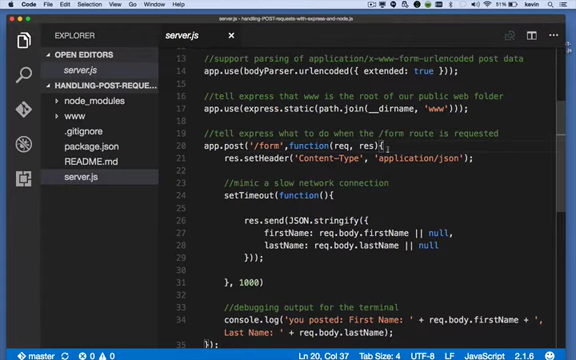 Code File Edit Selection View Go Window Help
51%
kevin
server.js - handling-POST-requests-with-express-and-node.js
EXPLORER
OPEN EDITORS
server.js
HANDLING-POST-REQUE...
node_modules
www
.gitignore
package.json
README.md
server.js
server.js
13 //support parsing of application/x-www-form-urlencoded post data
14 app.use(bodyParser.urlencoded({ extended: true }));
15
16 //tell express that www is the root of our public web folder
17 app.use(express.static(path.join(__dirname, 'www')));
18
19 //tell express what to do when the /form route is requested
20 app.post('/form',function(req, res){
21 res.setHeader('Content-Type', 'application/json');
22
23 //mimic a slow network connection
24 setTimeout(function(){
25
26 res.send(JSON.stringify({
27 firstName: req.body.firstName || null,
28 lastName: req.body.lastName || null
29 }));
30
31 }, 1000)
32
33 //debugging output for the terminal
34 console.log('you posted: First Name: ' + req.body.firstName + ',
Last Name: ' + req.body.lastName);
35 });
master
0
0
Ln 20, Col 37
Tab Size: 4
UTF-8
LF
JavaScript
2.1.6